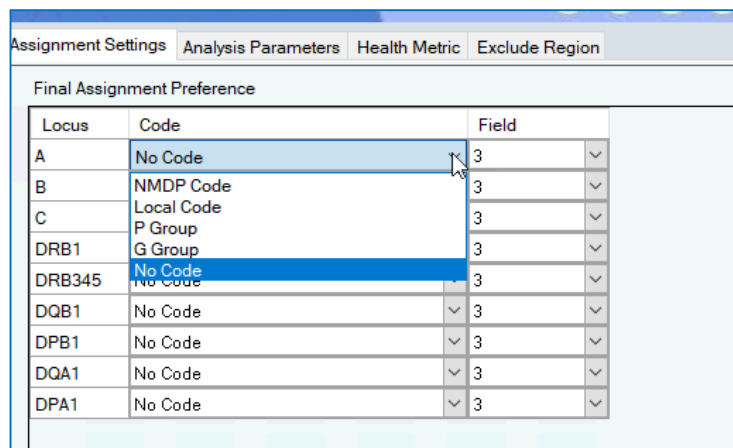 Assignment Settings Analysis Parameters Health Metric Exclude Region
Final Assignment Preference
Locus Code Field
A No Code 3
B NMDP Code 3
Local Code
C P Group 3
DRB1 G Group 3
No Code
DRB345 No Code 3
DQB1 No Code 3
DPB1 No Code 3
DQA1 No Code 3
DPA1 No Code 3